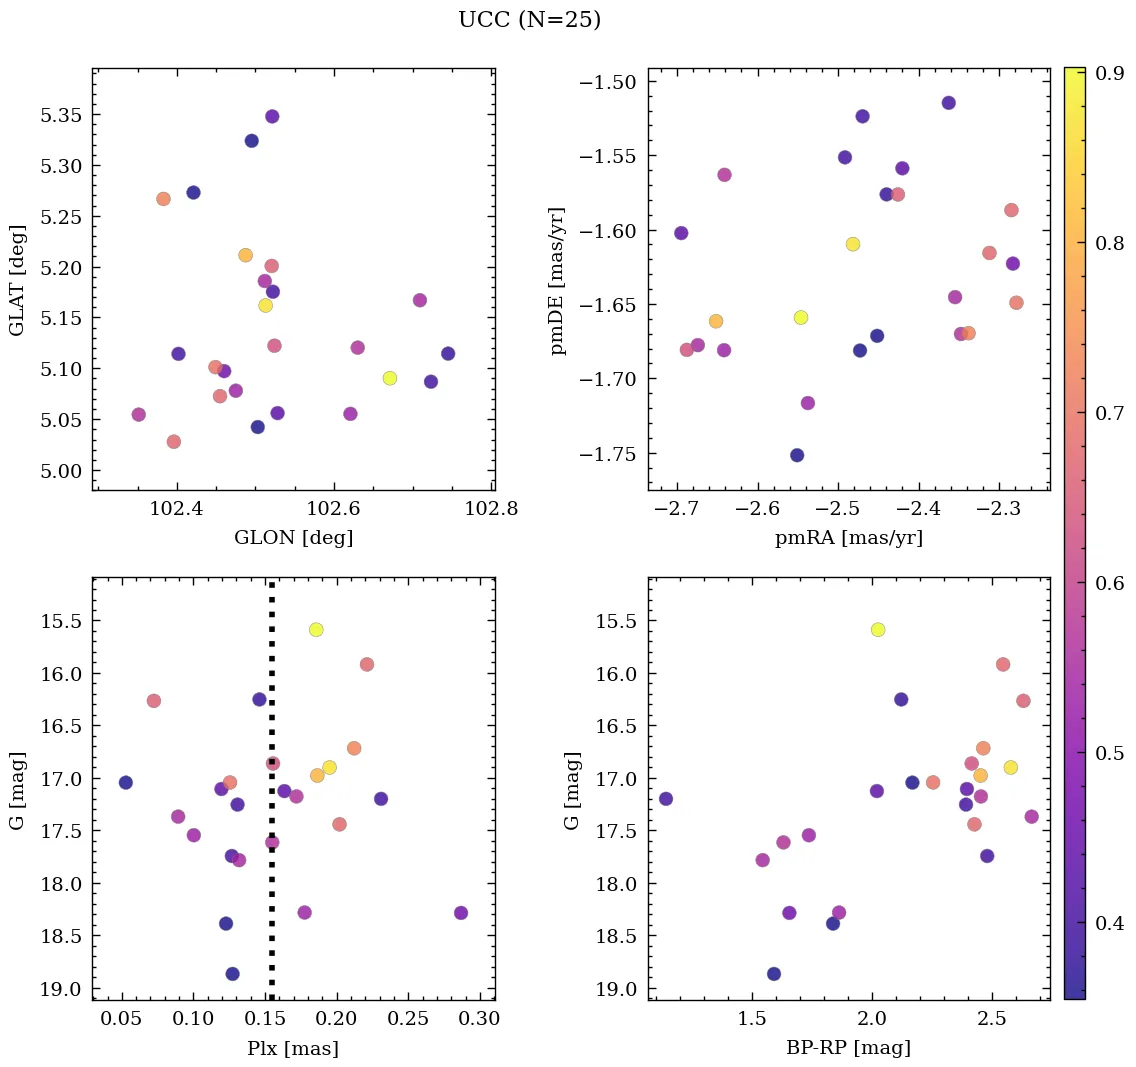 UCC (N=25)
5.35
5.30
5.25
5.20
5.15
5.10
5.05
5.00
GLAT [deg]
102.4 102.6 102.8
GLON [deg]
−1.50
−1.55
−1.60
−1.65
−1.70
−1.75
pmDE [mas/yr]
−2.7 −2.6 −2.5 −2.4 −2.3
pmRA [mas/yr]
15.5
16.0
16.5
17.0
17.5
18.0
18.5
19.0
G [mag]
0.05 0.10 0.15 0.20 0.25 0.30
Plx [mas]
15.5
16.0
16.5
17.0
17.5
18.0
18.5
19.0
G [mag]
1.5 2.0 2.5
BP-RP [mag]
0.9
0.8
0.7
0.6
0.5
0.4